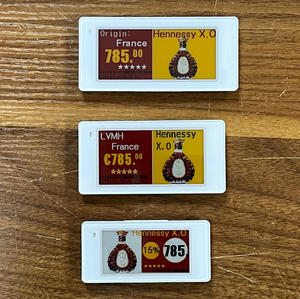 Origin:
Hennessy X.O
France
785.00
LVMH
Hennessy
France
X.O
€785.00
Hennessy X.O
15%
785